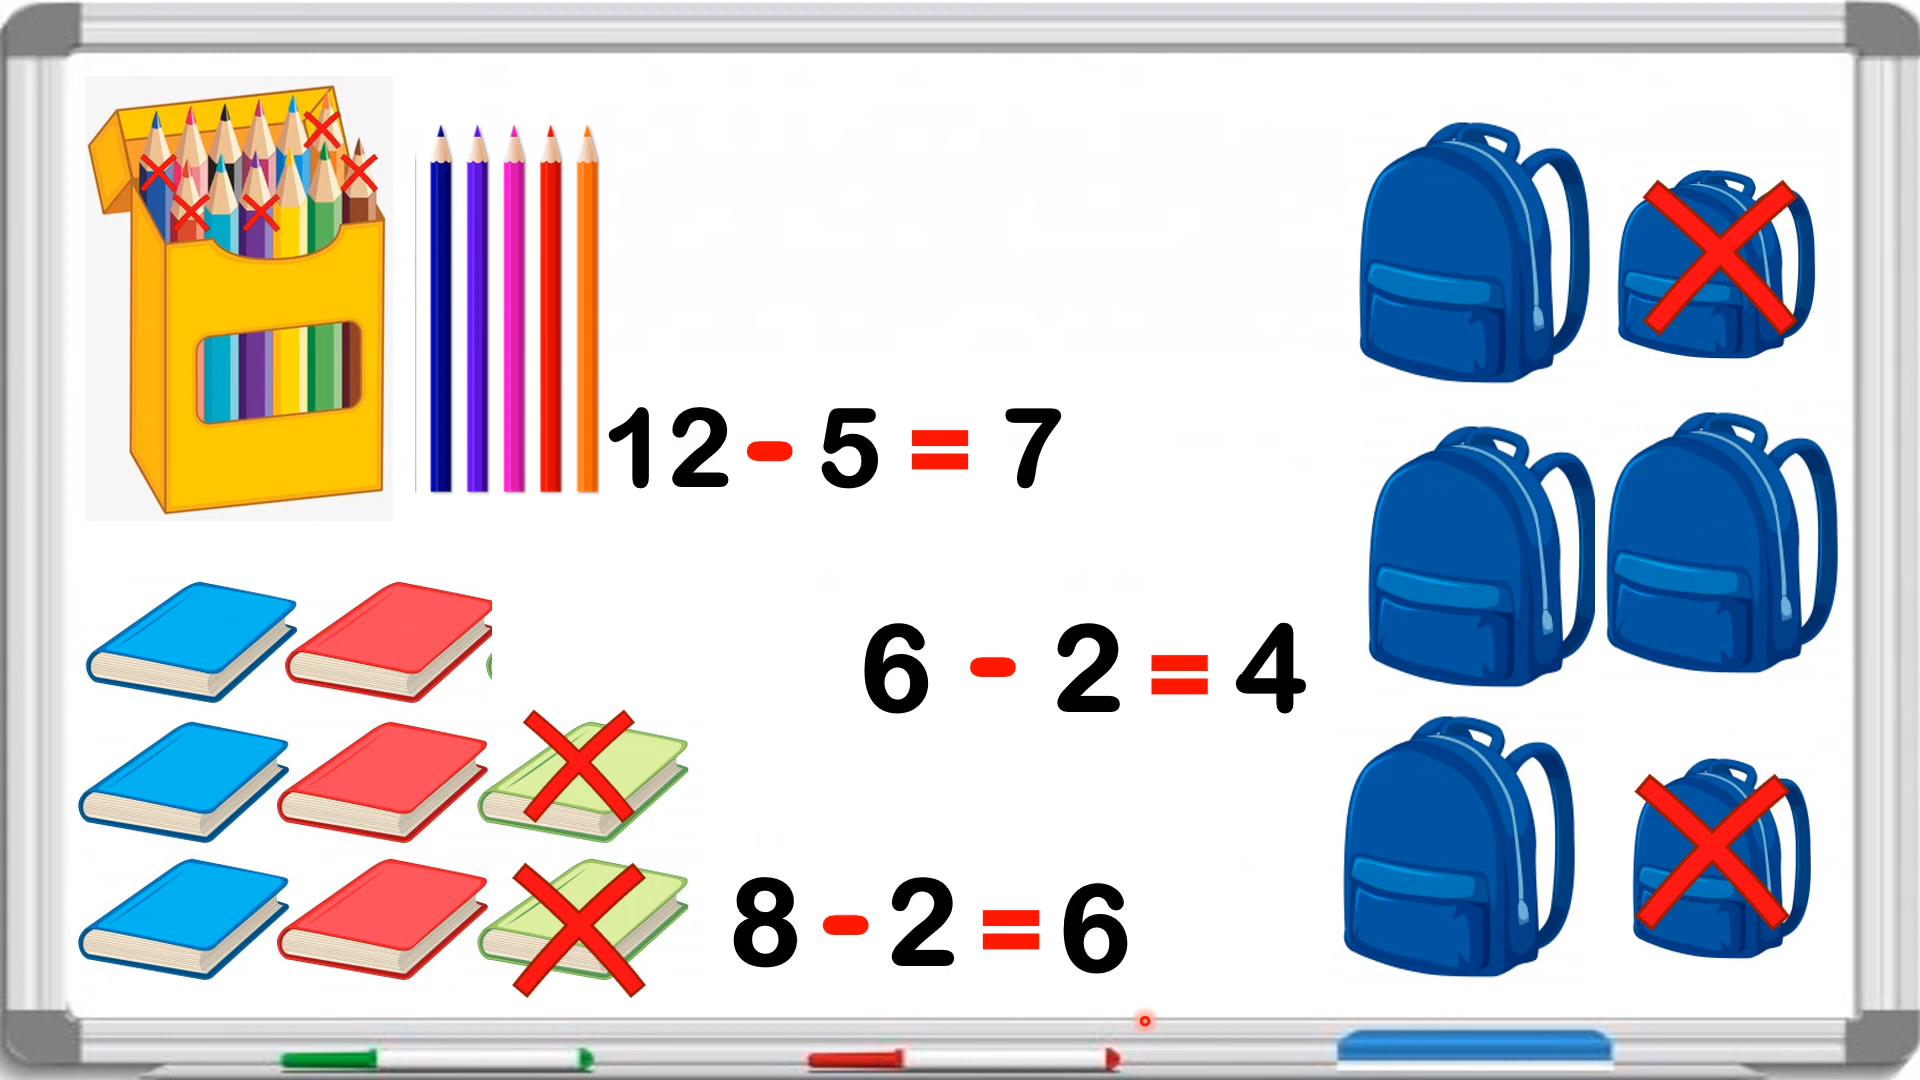 12 - 5 = 7
6 - 2 = 4
8 - 2 = 6